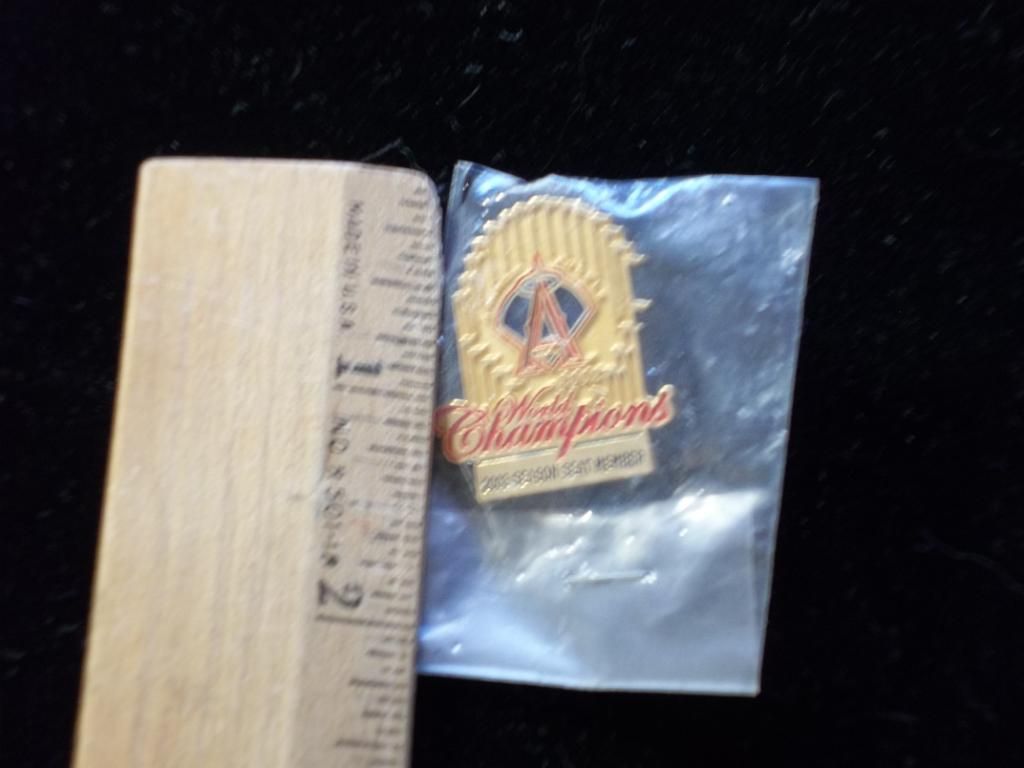 MADE IN U.S.A
1
2
A
World
Champions
SEASON SEAT MEMBER